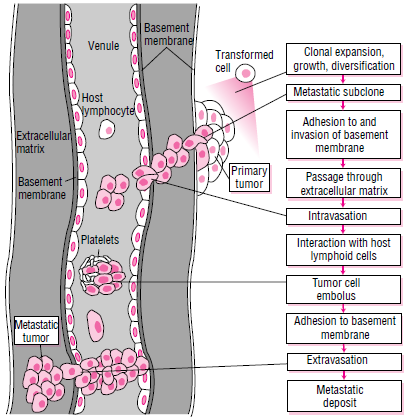 Venule
Basement
membrane
Transformed
cell
Host
lymphocyte
Extracellular
matrix
Basement
membrane
Primary
tumor
Platelets
Metastatic
tumor
Clonal expansion,
growth, diversification
Metastatic subclone
Adhesion to and
invasion of basement
membrane
Passage through
extracellular matrix
Intravasation
Interaction with host
lymphoid cells
Tumor cell
embolus
Adhesion to basement
membrane
Extravasation
Metastatic
deposit